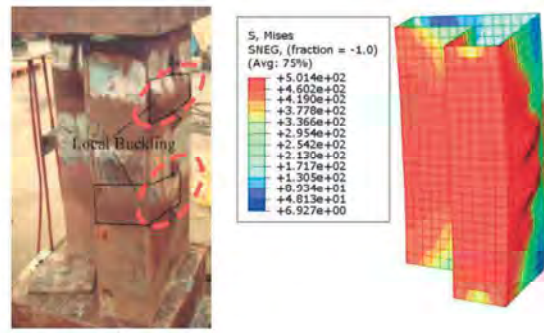 Local Buckling
S, Mises
SNEG, (fraction = -1.0)
(Avg: 75%)
+5.014e+02
+4.602e+02
+4.190e+02
+3.778e+02
+3.366e+02
+2.954e+02
+2.542e+02
+2.130e+02
+1.717e+02
+1.305e+02
+8.934e+01
+4.813e+01
+6.927e+00